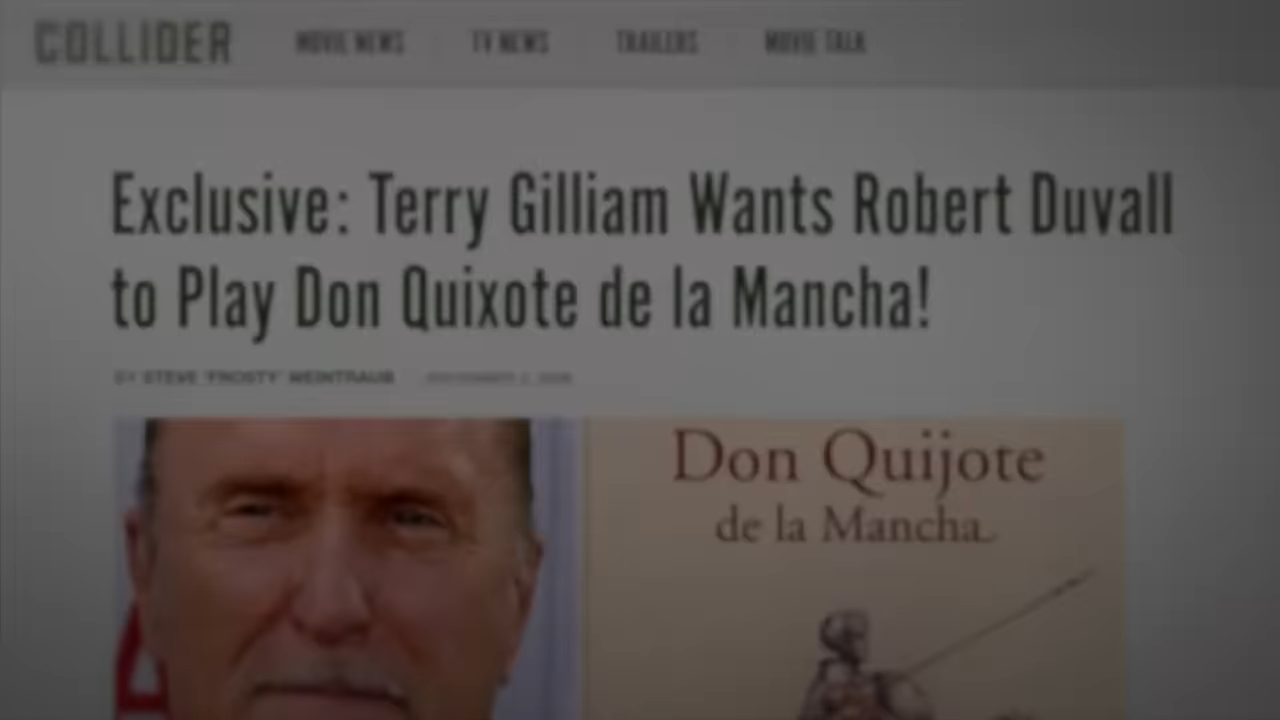 COLLIDER MOVIE NEWS TV NEWS TRAILERS MOVIE TALK
Exclusive: Terry Gilliam Wants Robert Duvall
to Play Don Quixote de la Mancha!
BY STEVE 'FROSTY' WEINTRAUB
Don Quijote
de la Mancha